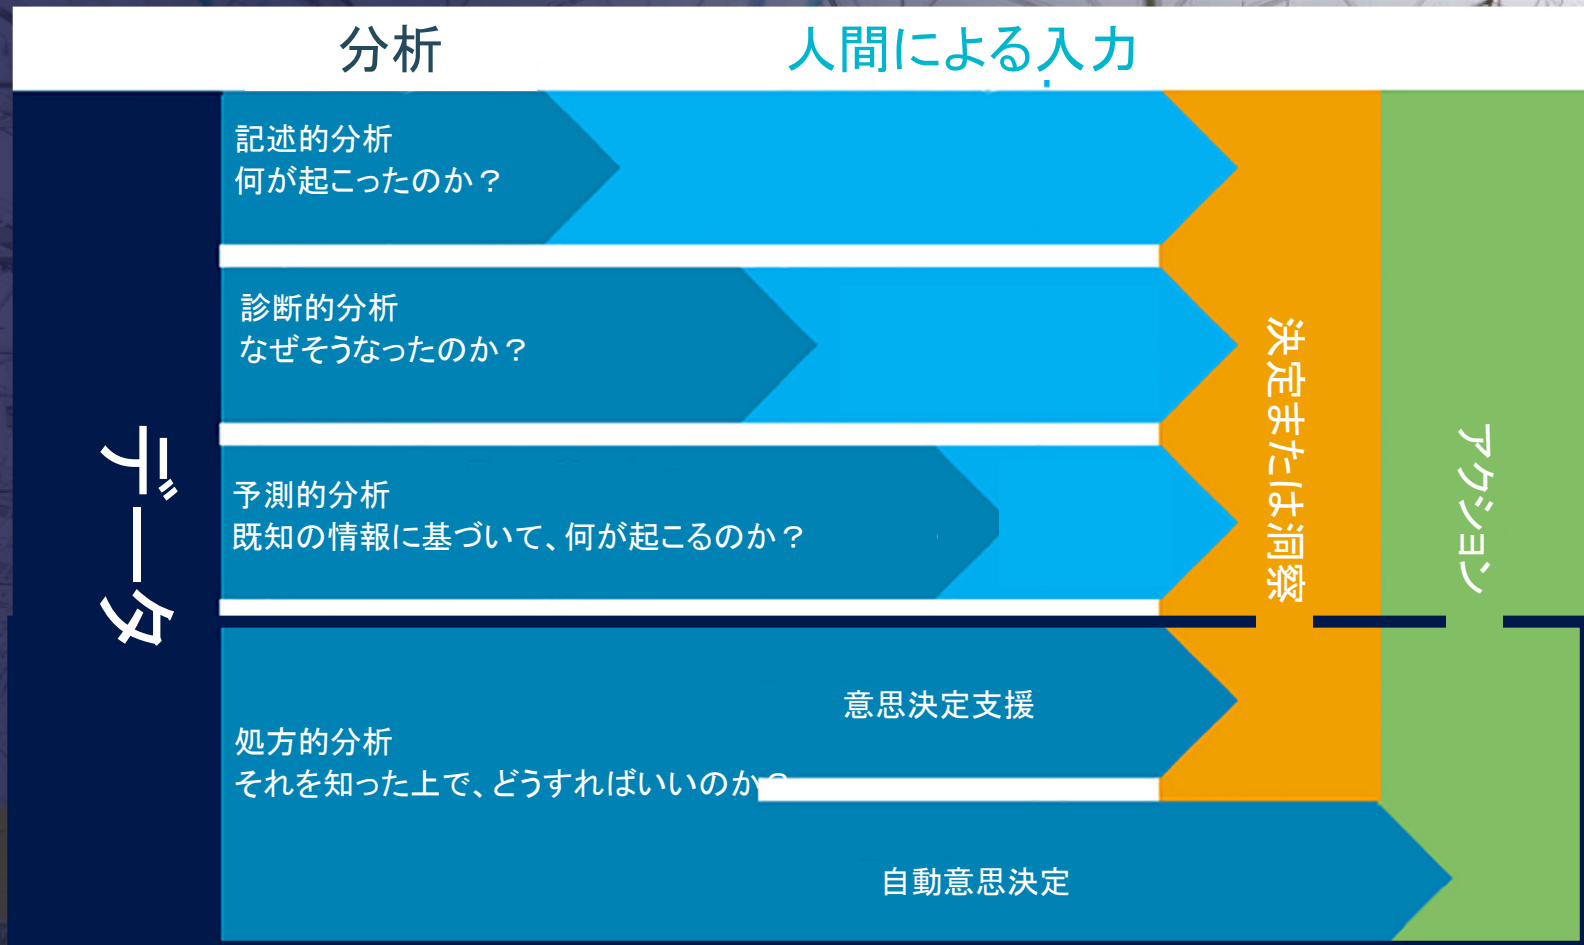 分析
人間による入力
記述的分析
何が起こったのか？
診断的分析
なぜそうなったのか？
予測的分析
既知の情報に基づいて、何が起こるのか？
処方的分析
それを知った上で、どうすればいいのか？
意思決定支援
自動意思決定
データ
決定または洞察
アクション